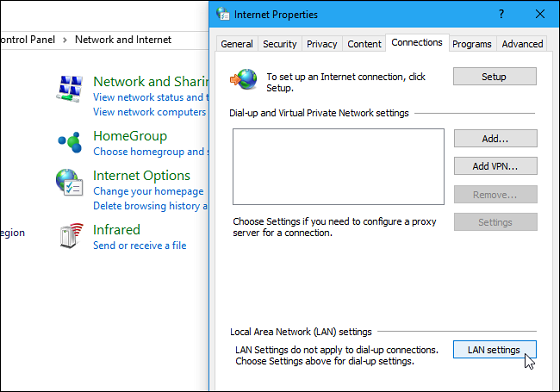 ontrol Panel > Network and Internet
Network and Sharin
View network status and t
View network computers
HomeGroup
Choose homegroup and s
Internet Options
Change your homepage
Delete browsing history a
Infrared
Send or receive a file
egion
Internet Properties
General Security Privacy Content Connections Programs Advanced
To set up an Internet connection, click
Setup.
Setup
Dial-up and Virtual Private Network settings
Add...
Add VPN...
Remove...
Choose Settings if you need to configure a proxy
server for a connection.
Settings
Local Area Network (LAN) settings
LAN Settings do not apply to dial-up connections.
Choose Settings above for dial-up settings.
LAN settings